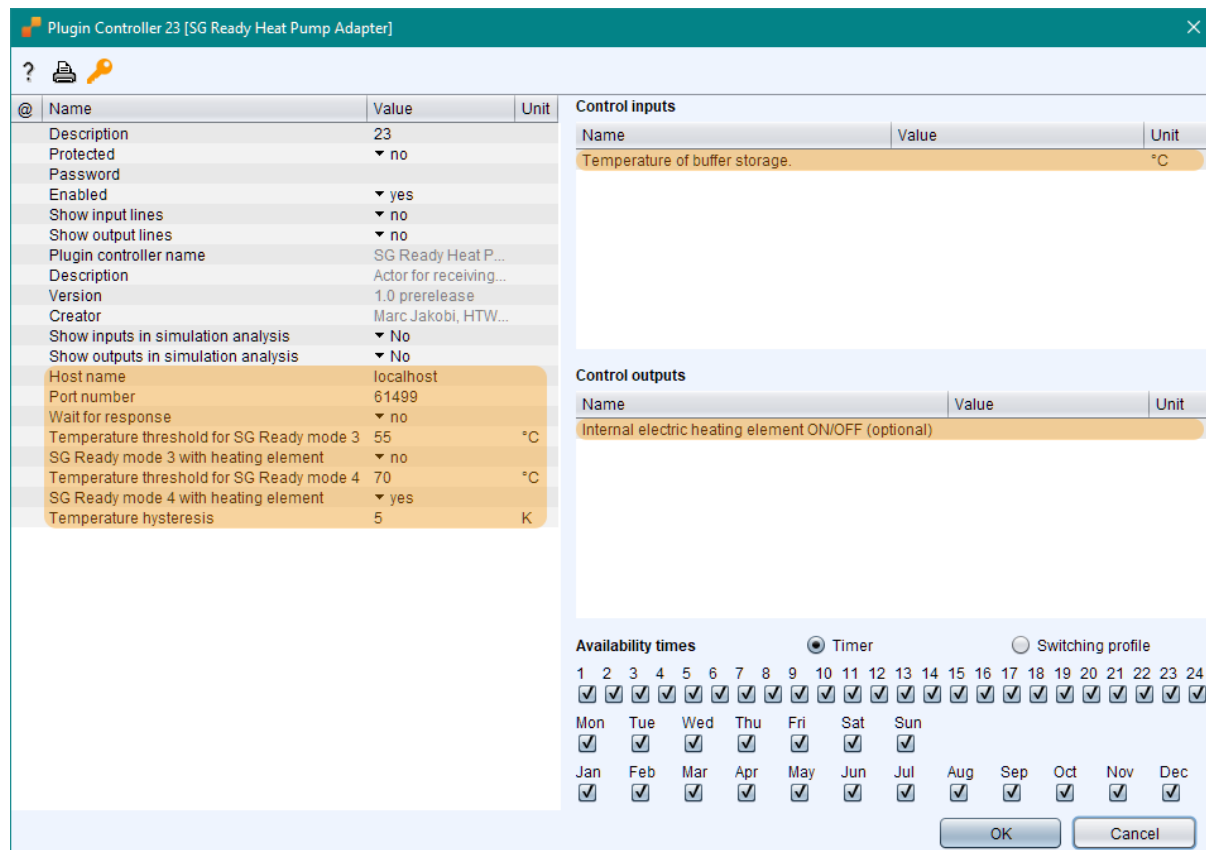 Plugin Controller 23 [SG Ready Heat Pump Adapter]
?
@ Name Value Unit
Description 23
Protected no
Password
Enabled yes
Show input lines no
Show output lines no
Plugin controller name SG Ready Heat P...
Description Actor for receiving...
Version 1.0 prerelease
Creator Marc Jakobi, HTW...
Show inputs in simulation analysis No
Show outputs in simulation analysis No
Host name localhost
Port number 61499
Wait for response no
Temperature threshold for SG Ready mode 3 55 °C
SG Ready mode 3 with heating element no
Temperature threshold for SG Ready mode 4 70 °C
SG Ready mode 4 with heating element yes
Temperature hysteresis 5 K
Control inputs
Name Value Unit
Temperature of buffer storage. °C
Control outputs
Name Value Unit
Internal electric heating element ON/OFF (optional)
Availability times Timer Switching profile
1 2 3 4 5 6 7 8 9 10 11 12 13 14 15 16 17 18 19 20 21 22 23 24
Mon Tue Wed Thu Fri Sat Sun
Jan Feb Mar Apr May Jun Jul Aug Sep Oct Nov Dec
OK Cancel